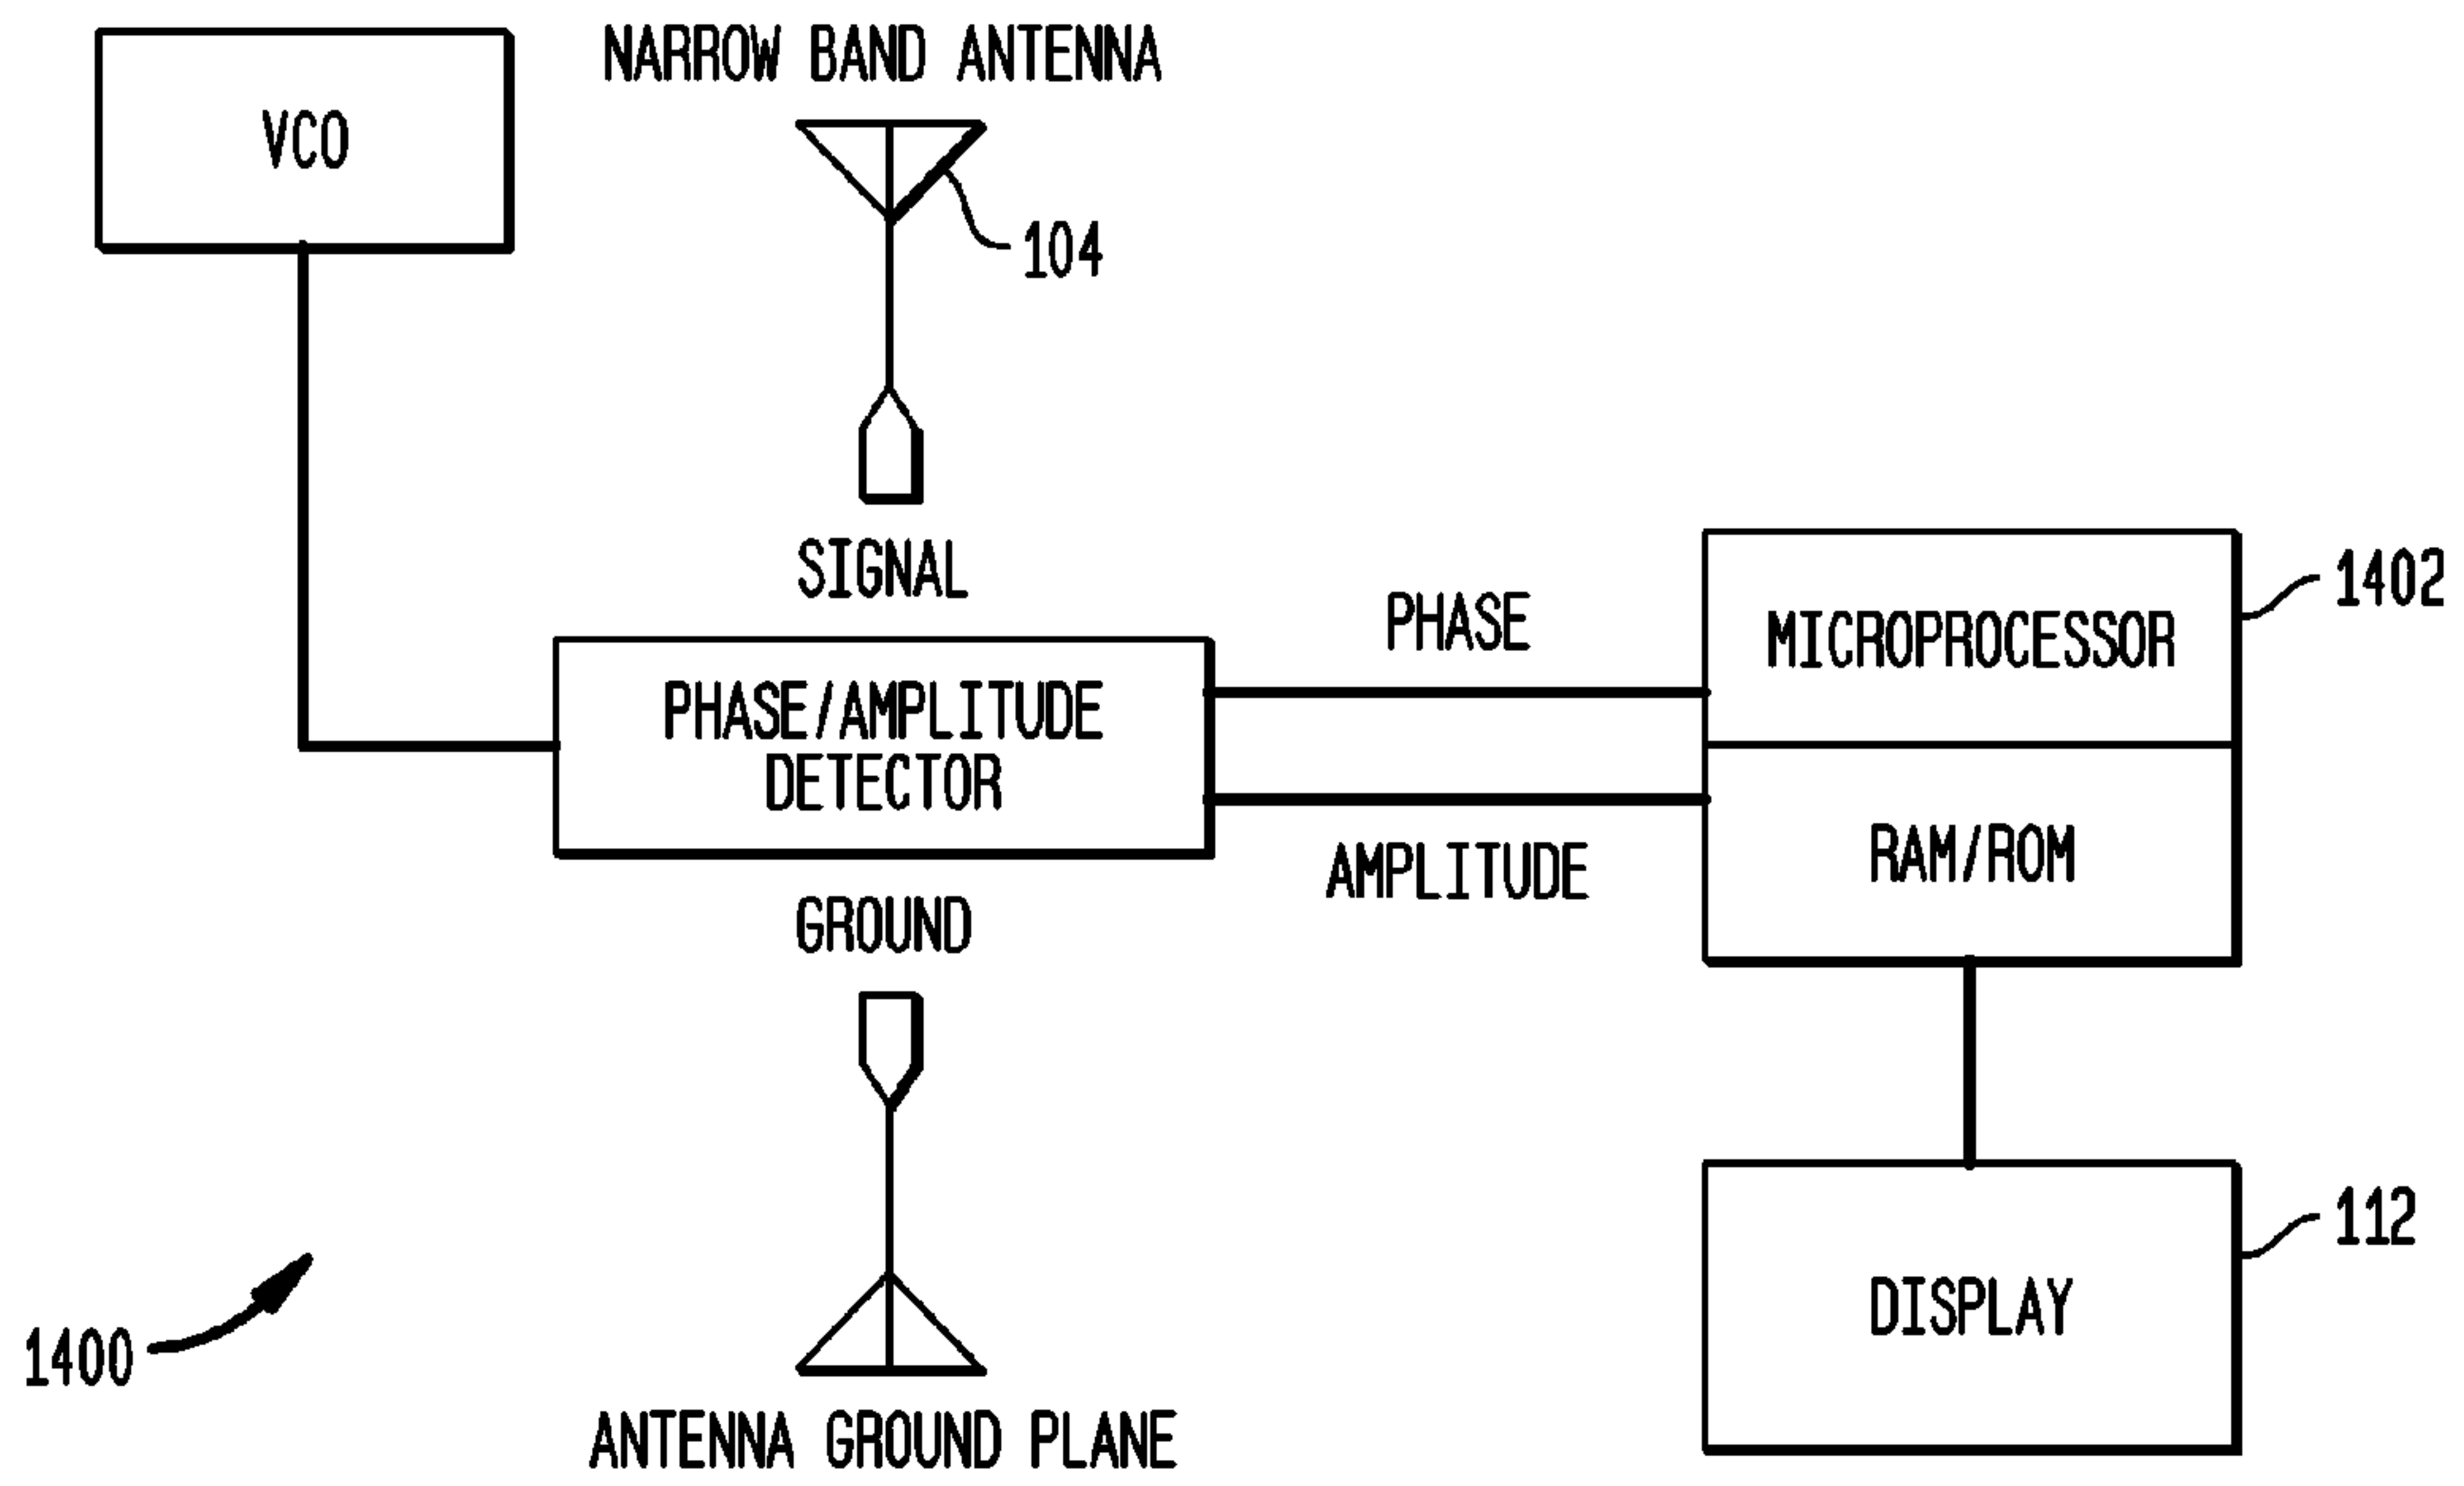 NARROW BAND ANTENNA
VCO
104
SIGNAL
PHASE
1402
MICROPROCESSOR
PHASE/AMPLITUDE
DETECTOR
RAM/ROM
AMPLITUDE
GROUND
112
DISPLAY
1400
ANTENNA GROUND PLANE